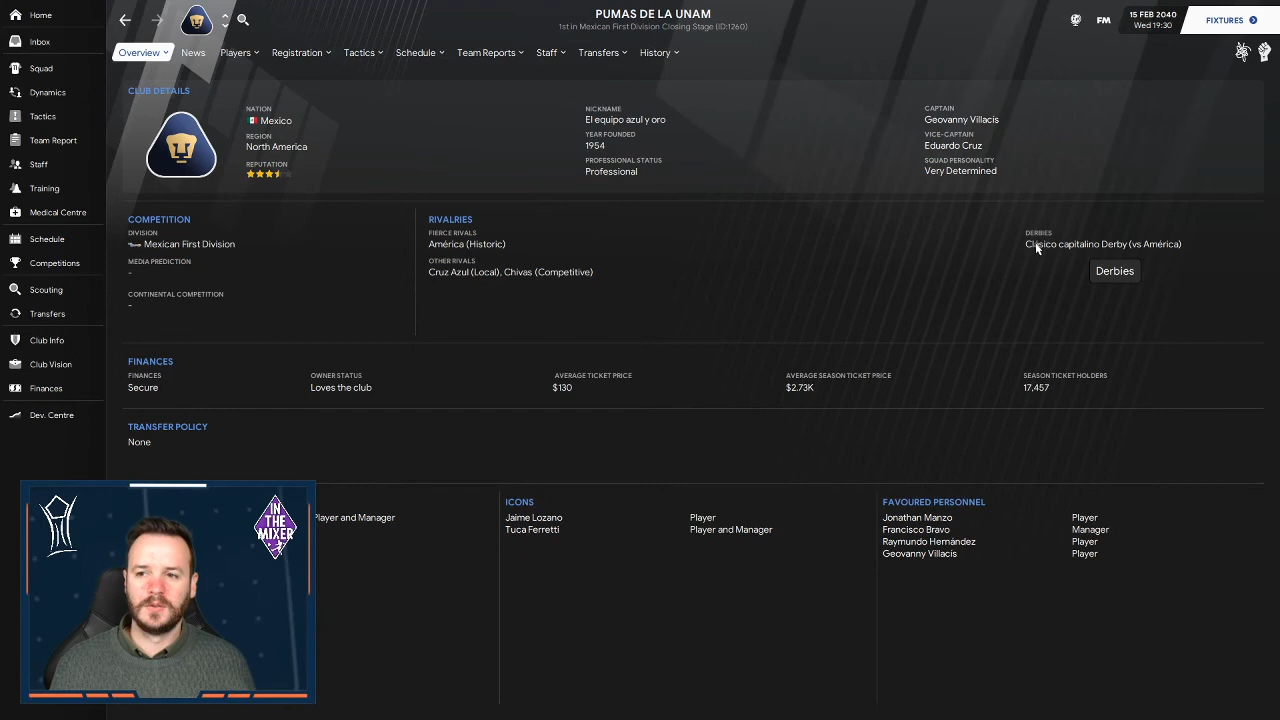 Home
PUMAS DE LA UNAM
1st in Mexican First Division Closing Stage (ID:1260)
FM
15 FEB 2040
Wed 19:30
FIXTURES
Inbox
Squad
Dynamics
Tactics
Team Report
Staff
Training
Medical Centre
Schedule
Competitions
Scouting
Transfers
Club Info
Club Vision
Finances
Dev. Centre
Overview
News
Players
Registration
Tactics
Schedule
Team Reports
Staff
Transfers
History
CLUB DETAILS
NATION
Mexico
REGION
North America
REPUTATION
NICKNAME
El equipo azul y oro
YEAR FOUNDED
1954
PROFESSIONAL STATUS
Professional
CAPTAIN
Geovanny Villacis
VICE-CAPTAIN
Eduardo Cruz
SQUAD PERSONALITY
Very Determined
COMPETITION
DIVISION
Mexican First Division
MEDIA PREDICTION
-
CONTINENTAL COMPETITION
-
RIVALRIES
FIERCE RIVALS
América (Historic)
OTHER RIVALS
Cruz Azul (Local), Chivas (Competitive)
DERBIES
Clásico capitalino Derby (vs América)
Derbies
FINANCES
FINANCES
Secure
OWNER STATUS
Loves the club
AVERAGE TICKET PRICE
$130
AVERAGE SEASON TICKET PRICE
$2.73K
SEASON TICKET HOLDERS
17,457
TRANSFER POLICY
None
Player and Manager
ICONS
Jaime Lozano Player
Tuca Ferretti Player and Manager
FAVOURED PERSONNEL
Jonathan Manzo Player
Francisco Bravo Manager
Raymundo Hernández Player
Geovanny Villacis Player
IN
THE
MIXER